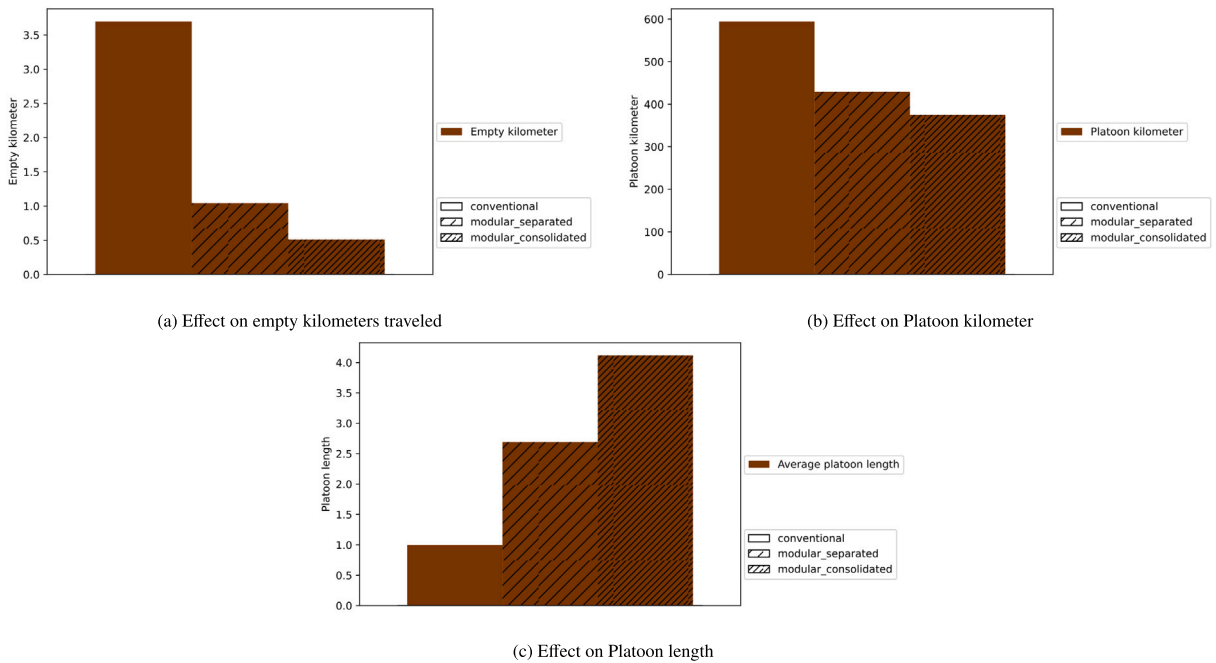 3.5
3.0
2.5
2.0
1.5
1.0
0.5
0.0
Empty kilometer
Empty kilometer
conventional
modular_separated
modular_consolidated
(a) Effect on empty kilometers traveled
600
500
400
300
200
100
0
Platoon kilometer
Platoon kilometer
conventional
modular_separated
modular_consolidated
(b) Effect on Platoon kilometer
4.0
3.5
3.0
2.5
2.0
1.5
1.0
0.5
0.0
Platoon length
Average platoon length
conventional
modular_separated
modular_consolidated
(c) Effect on Platoon length